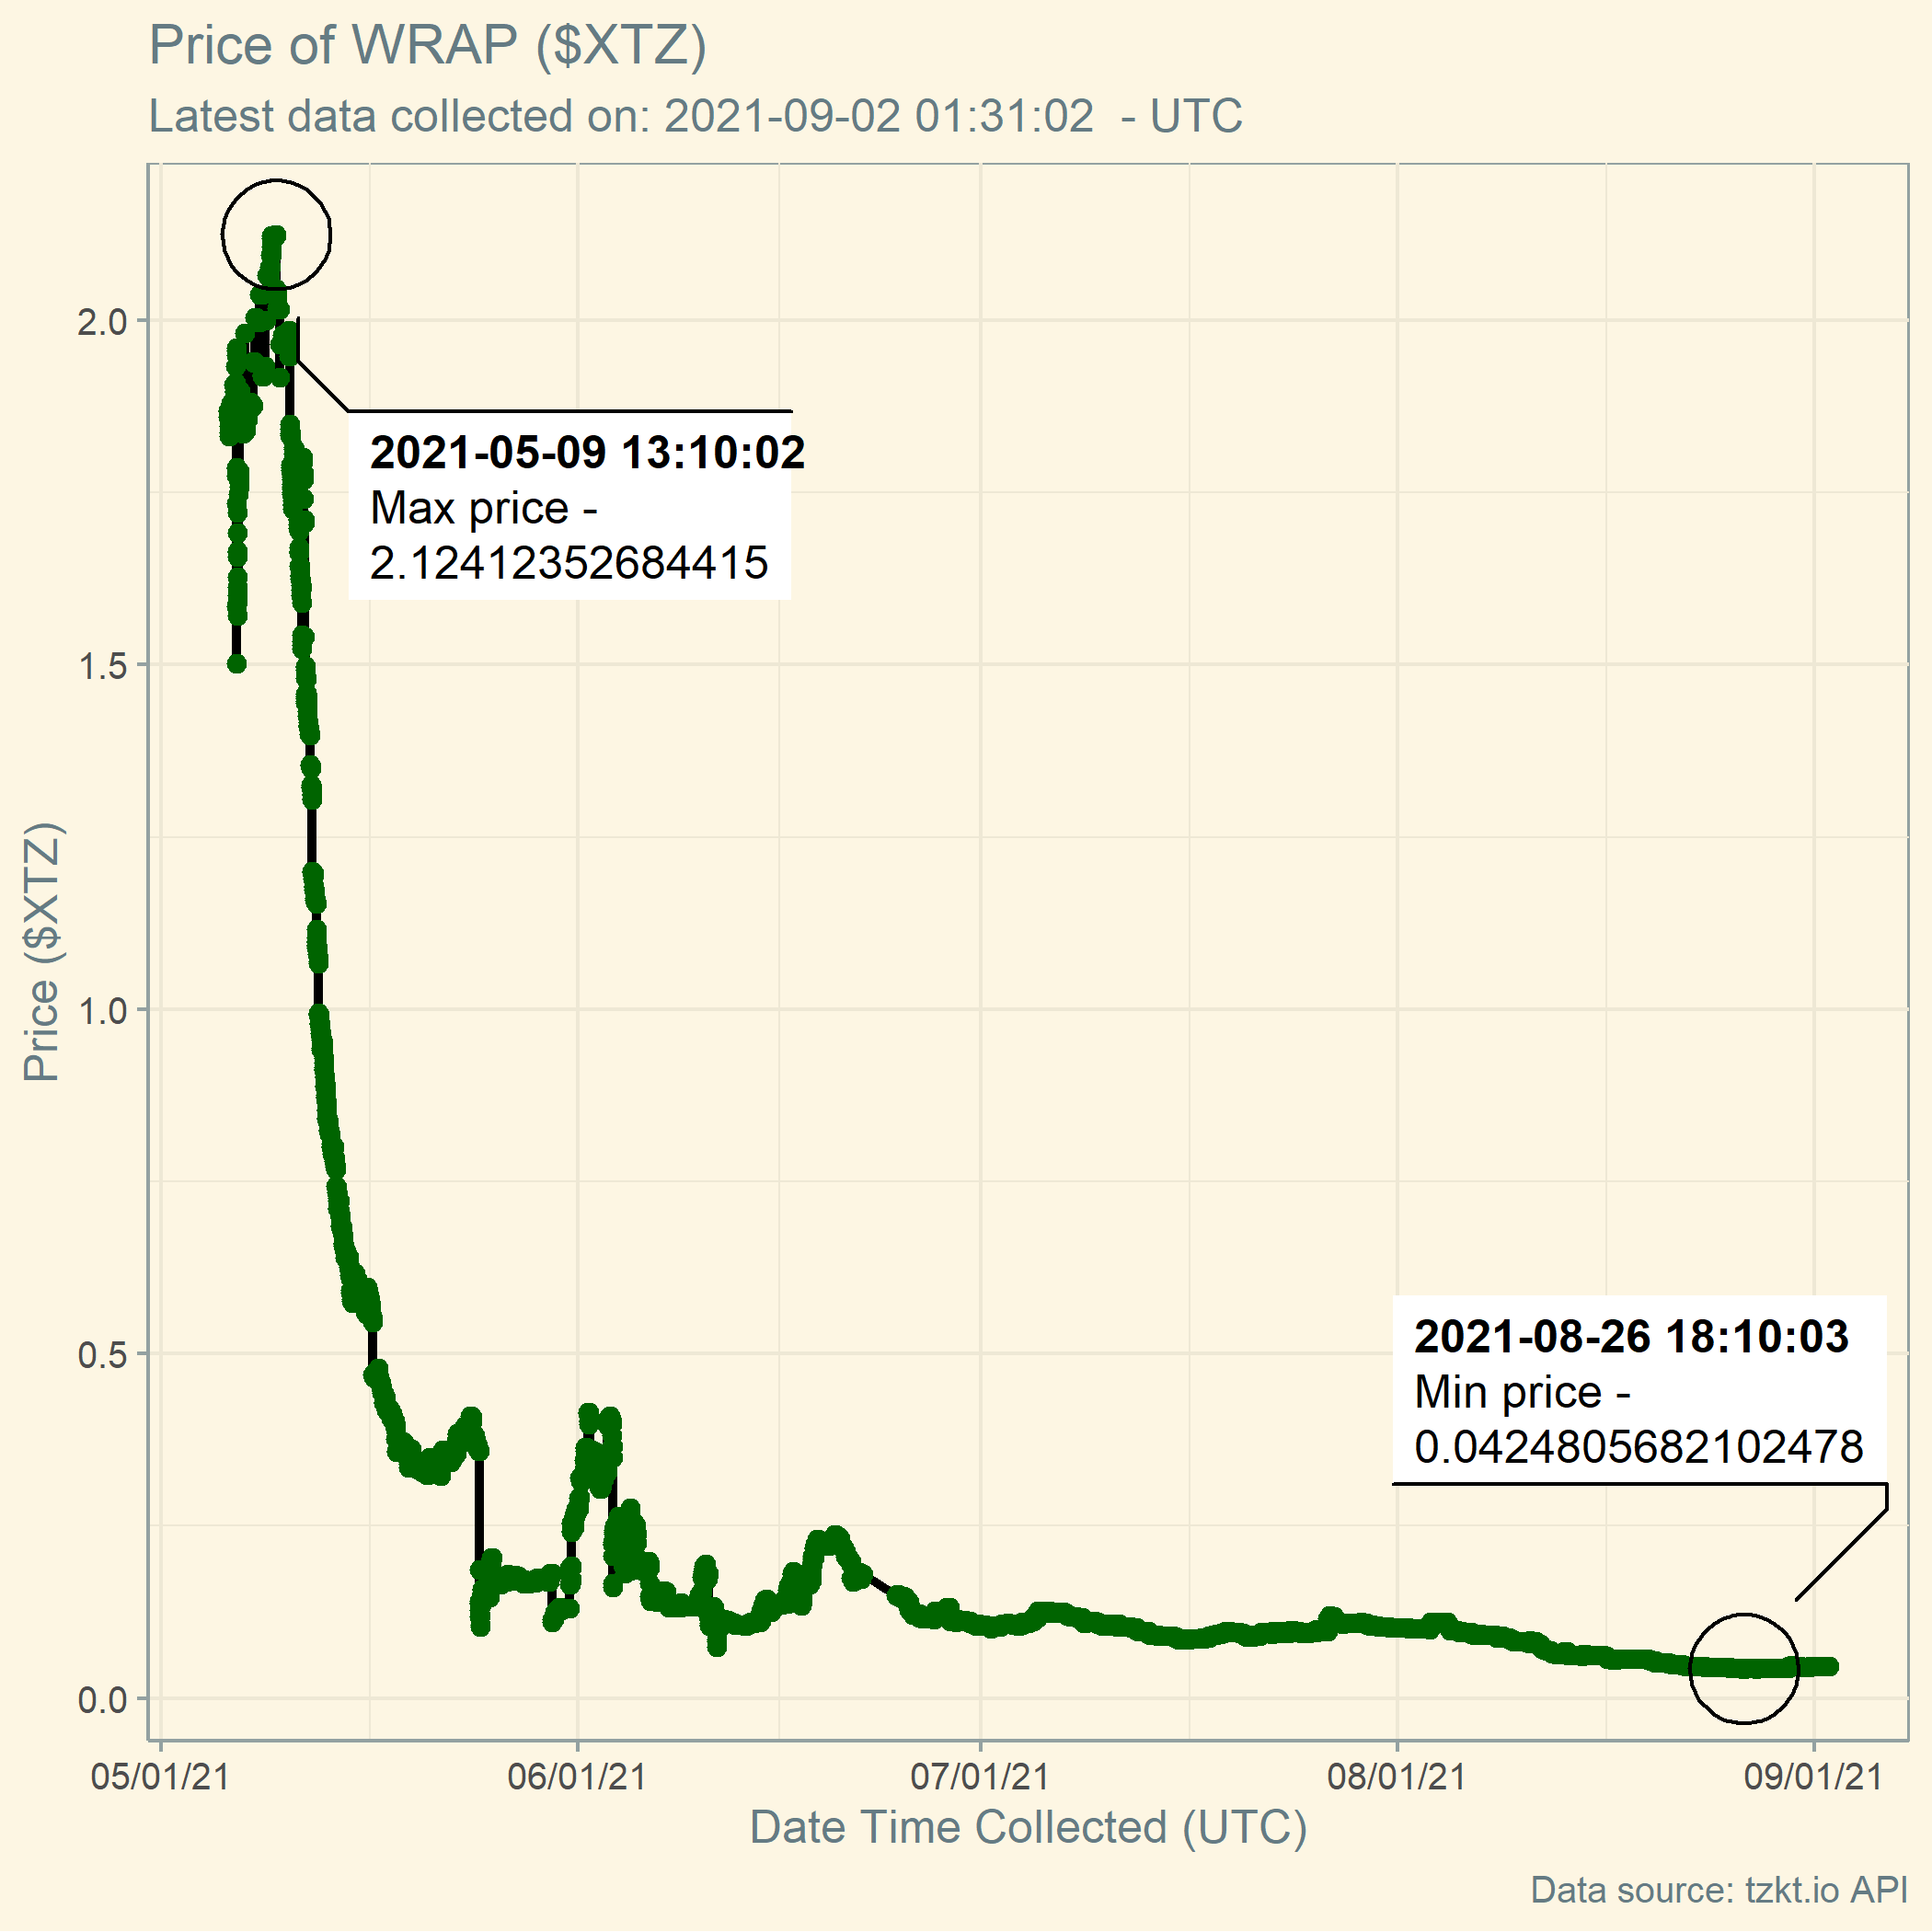 Price of WRAP ($XTZ)
Latest data collected on: 2021-09-02 01:31:02  - UTC
2021-05-09 13:10:02
Max price -
2.12412352684415
2021-08-26 18:10:03
Min price -
0.0424805682102478
Price ($XTZ)
2.0
1.5
1.0
0.5
0.0
05/01/21
06/01/21
07/01/21
08/01/21
09/01/21
Date Time Collected (UTC)
Data source: tzkt.io API